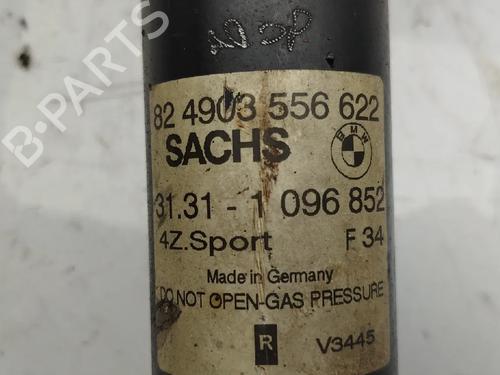 B-PARTS
82 4903 556 622
SACHS
BMW
31.31 - 1 096 852
4Z.Sport F 34
Made in Germany
DO NOT OPEN-GAS PRESSURE
R V3445